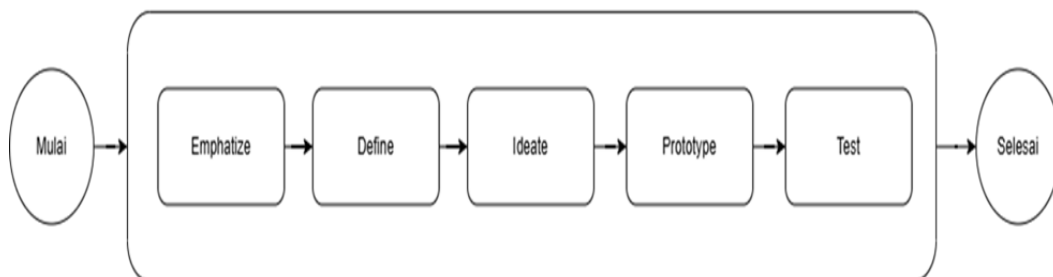 Mulai
Emphatize
Define
Ideate
Prototype
Test
Selesai